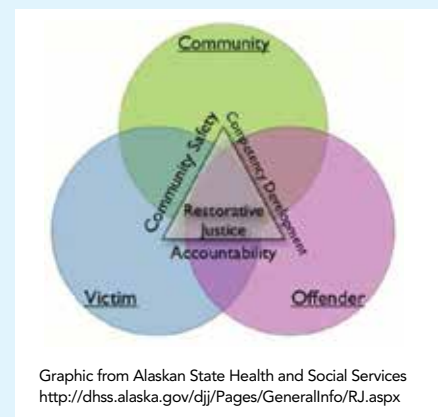 Community
Community Safety
Competency Development
Restorative
Justice
Accountability
Victim
Offender
Graphic from Alaskan State Health and Social Services
http://dhss.alaska.gov/djj/Pages/GeneralInfo/RJ.aspx